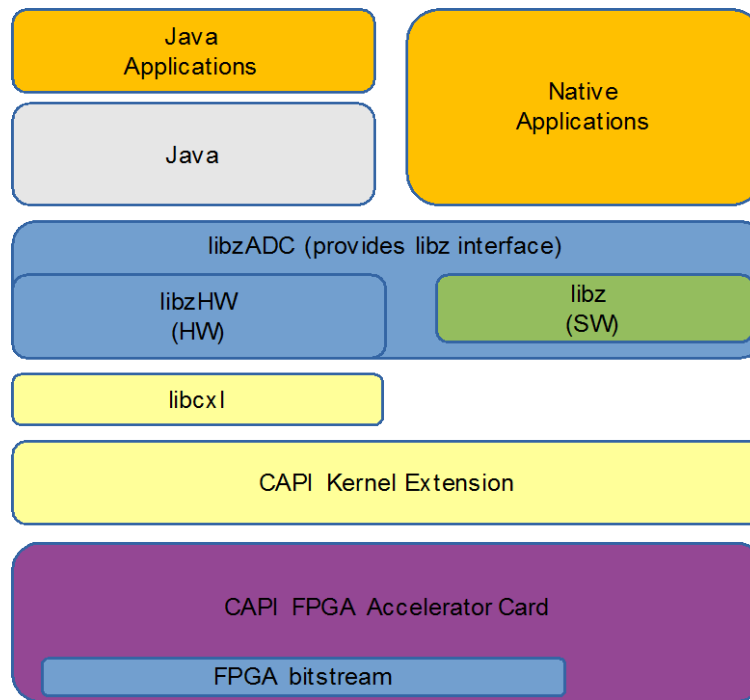 Java
Applications
Native
Applications
Java
libzADC (provides libz interface)
libzHW
(HW)
libz
(SW)
libcxl
CAPI Kernel Extension
CAPI FPGA Accelerator Card
FPGA bitstream